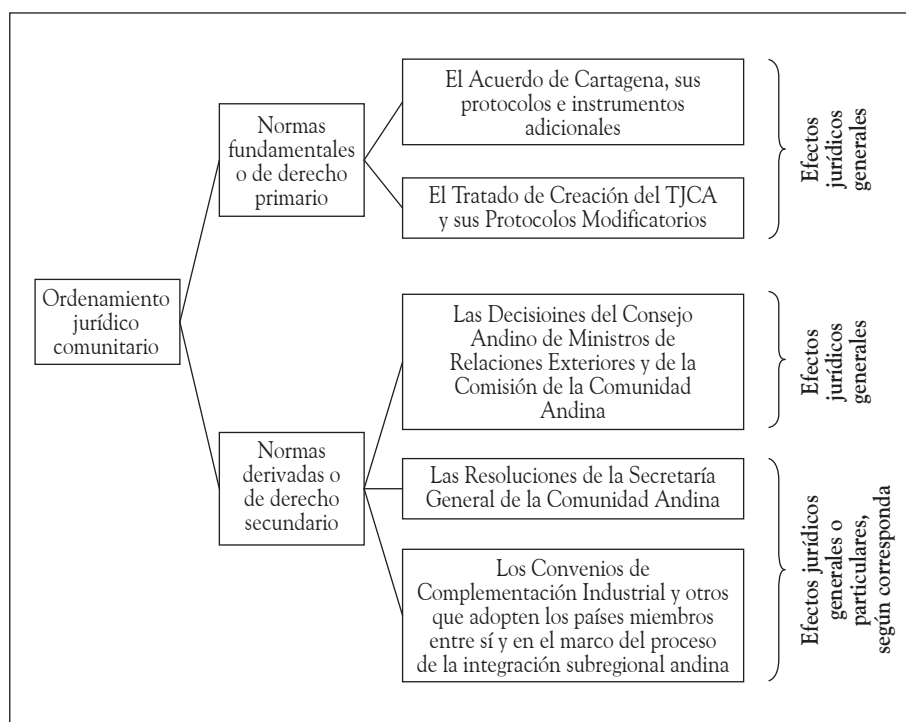 Ordenamiento
jurídico
comunitario
Normas
fundamentales
o de derecho
primario
El Acuerdo de Cartagena, sus
protocolos e instrumentos
adicionales
El Tratado de Creación del TJCA
y sus Protocolos Modificatorios
Efectos
jurídicos
generales
Normas
derivadas o
de derecho
secundario
Las Decisioines del Consejo
Andino de Ministros de
Relaciones Exteriores y de la
Comisión de la Comunidad
Andina
Efectos
jurídicos
generales
Las Resoluciones de la Secretaría
General de la Comunidad Andina
Los Convenios de
Complementación Industrial y otros
que adopten los países miembros
entre sí y en el marco del proceso
de la integración subregional andina
Efectos jurídicos
generales o
particulares,
según corresponda